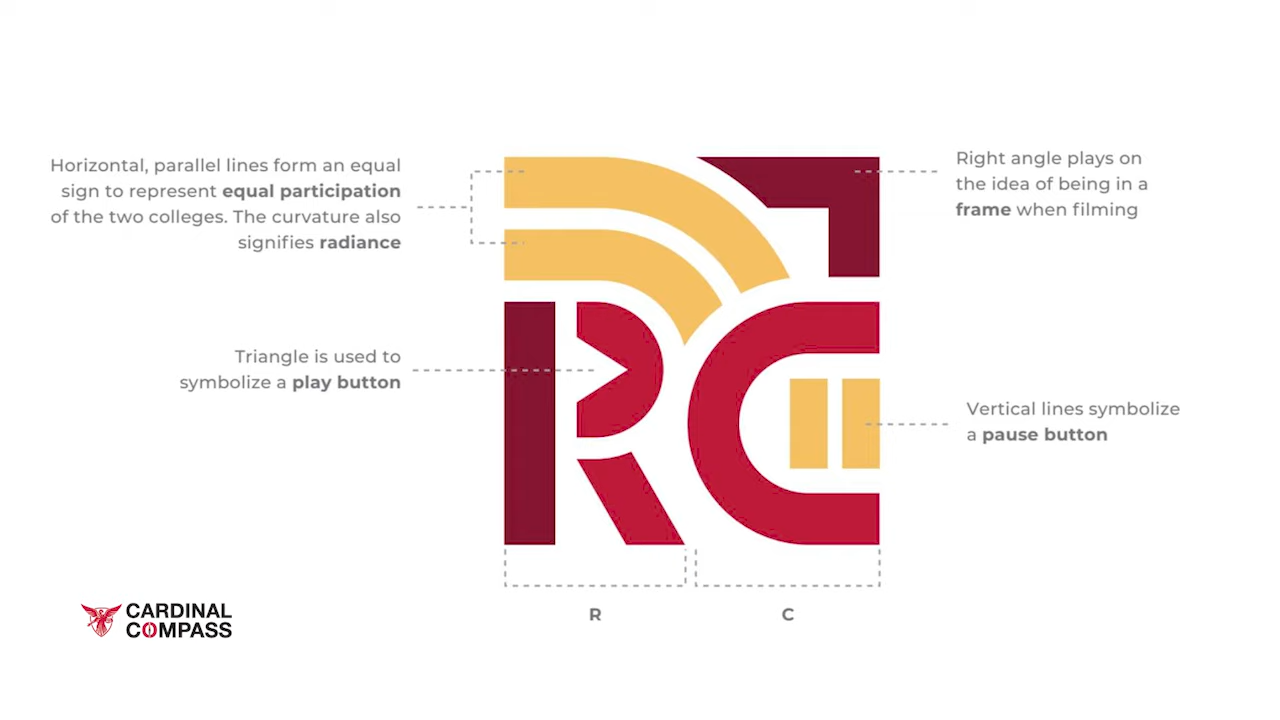 Horizontal, parallel lines form an equal
sign to represent equal participation
of the two colleges. The curvature also
signifies radiance
Right angle plays on
the idea of being in a
frame when filming
Triangle is used to
symbolize a play button
Vertical lines symbolize
a pause button
RC
R
C
CARDINAL
COMPASS